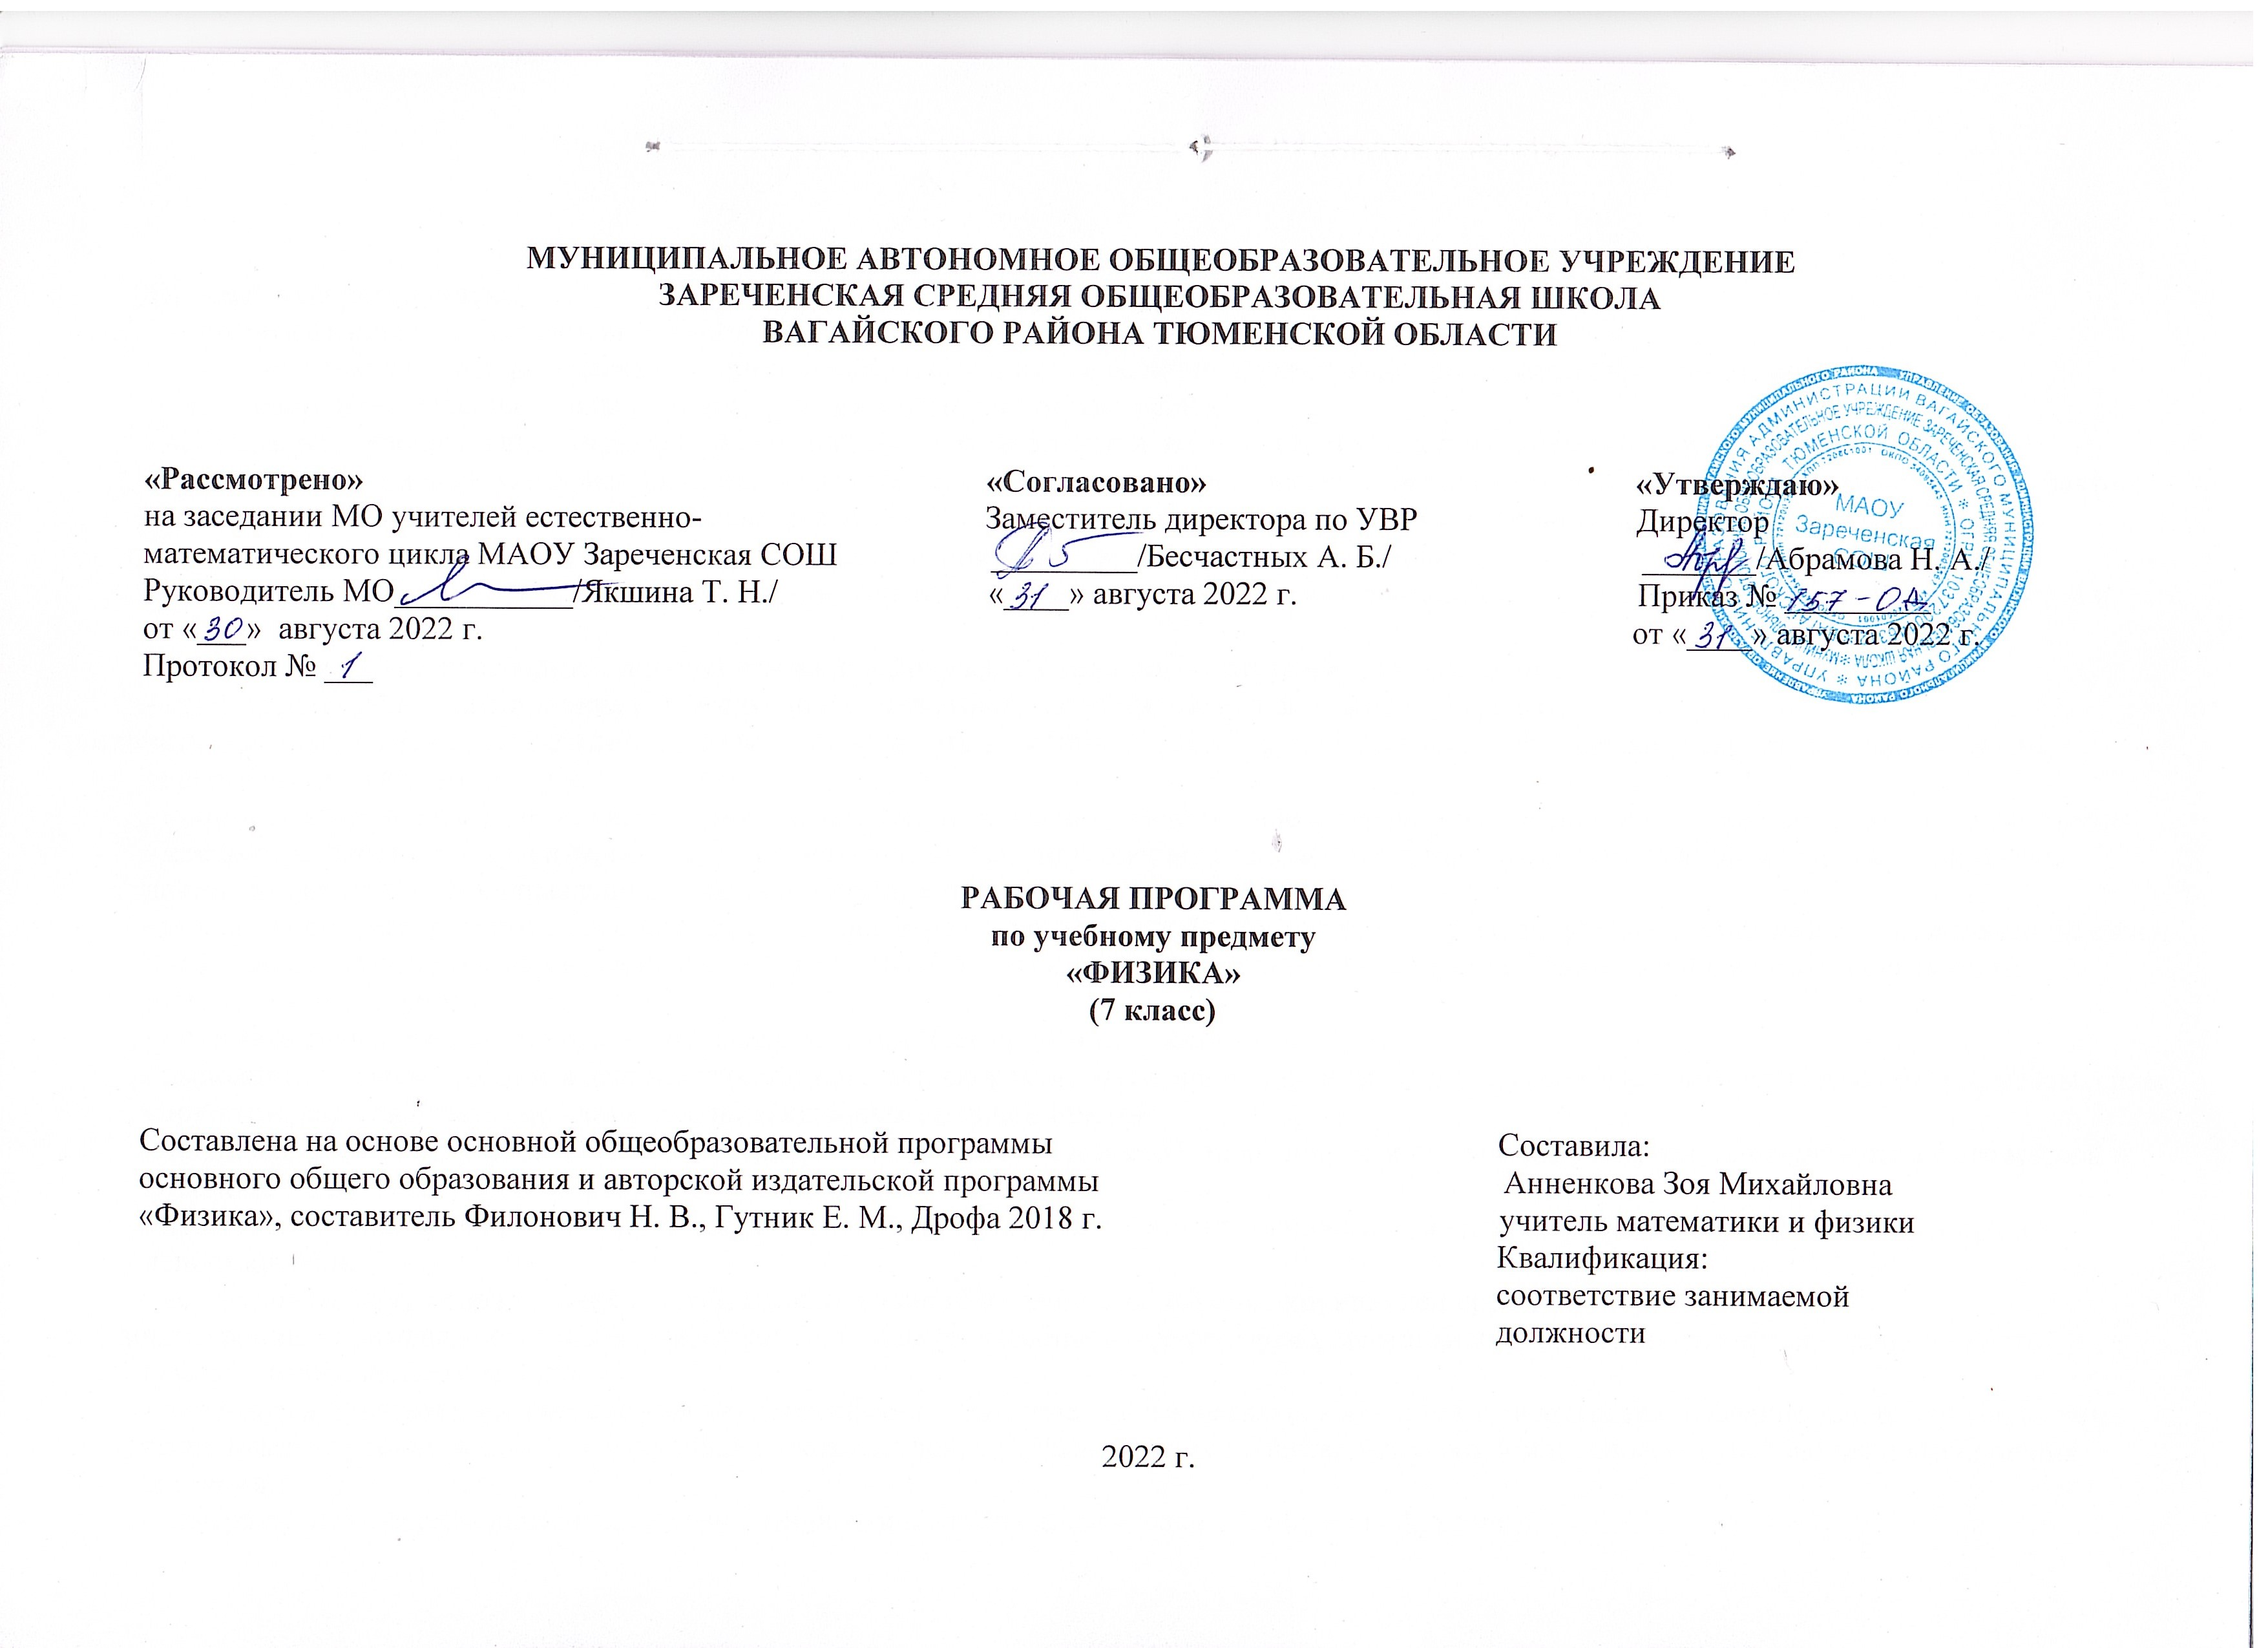 МУНИЦИПАЛЬНОЕ АВТОНОМНОЕ ОБЩЕОБРАЗОВАТЕЛЬНОЕ УЧРЕЖДЕНИЕ
ЗАРЕЧЕНСКАЯ СРЕДНЯЯ ОБЩЕОБРАЗОВАТЕЛЬНАЯ ШКОЛА
ВАГАЙСКОГО РАЙОНА ТЮМЕНСКОЙ ОБЛАСТИ
«Рассмотрено»
на заседании МО учителей естественно-
математического цикла МАОУ Зареченская СОШ
Руководитель МО___________/Якшина Т. Н./
от «30» августа 2022 г.
Протокол № 1
«Согласовано»
Заместитель директора по УВР
_________/Бесчастных А. Б./
«31» августа 2022 г.
«Утверждаю»
Директор
_______/Абрамова Н. А./
Приказ № 157-ОД
от «31» августа 2022 г.
МАОУ
Зареченская
СОШ
РАБОЧАЯ ПРОГРАММА
по учебному предмету
«ФИЗИКА»
(7 класс)
Составлена на основе основной общеобразовательной программы
основного общего образования и авторской издательской программы
«Физика», составитель Филонович Н. В., Гутник Е. М., Дрофа 2018 г.
Составила:
Анненкова Зоя Михайловна
учитель математики и физики
Квалификация:
соответствие занимаемой
должности
2022 г.